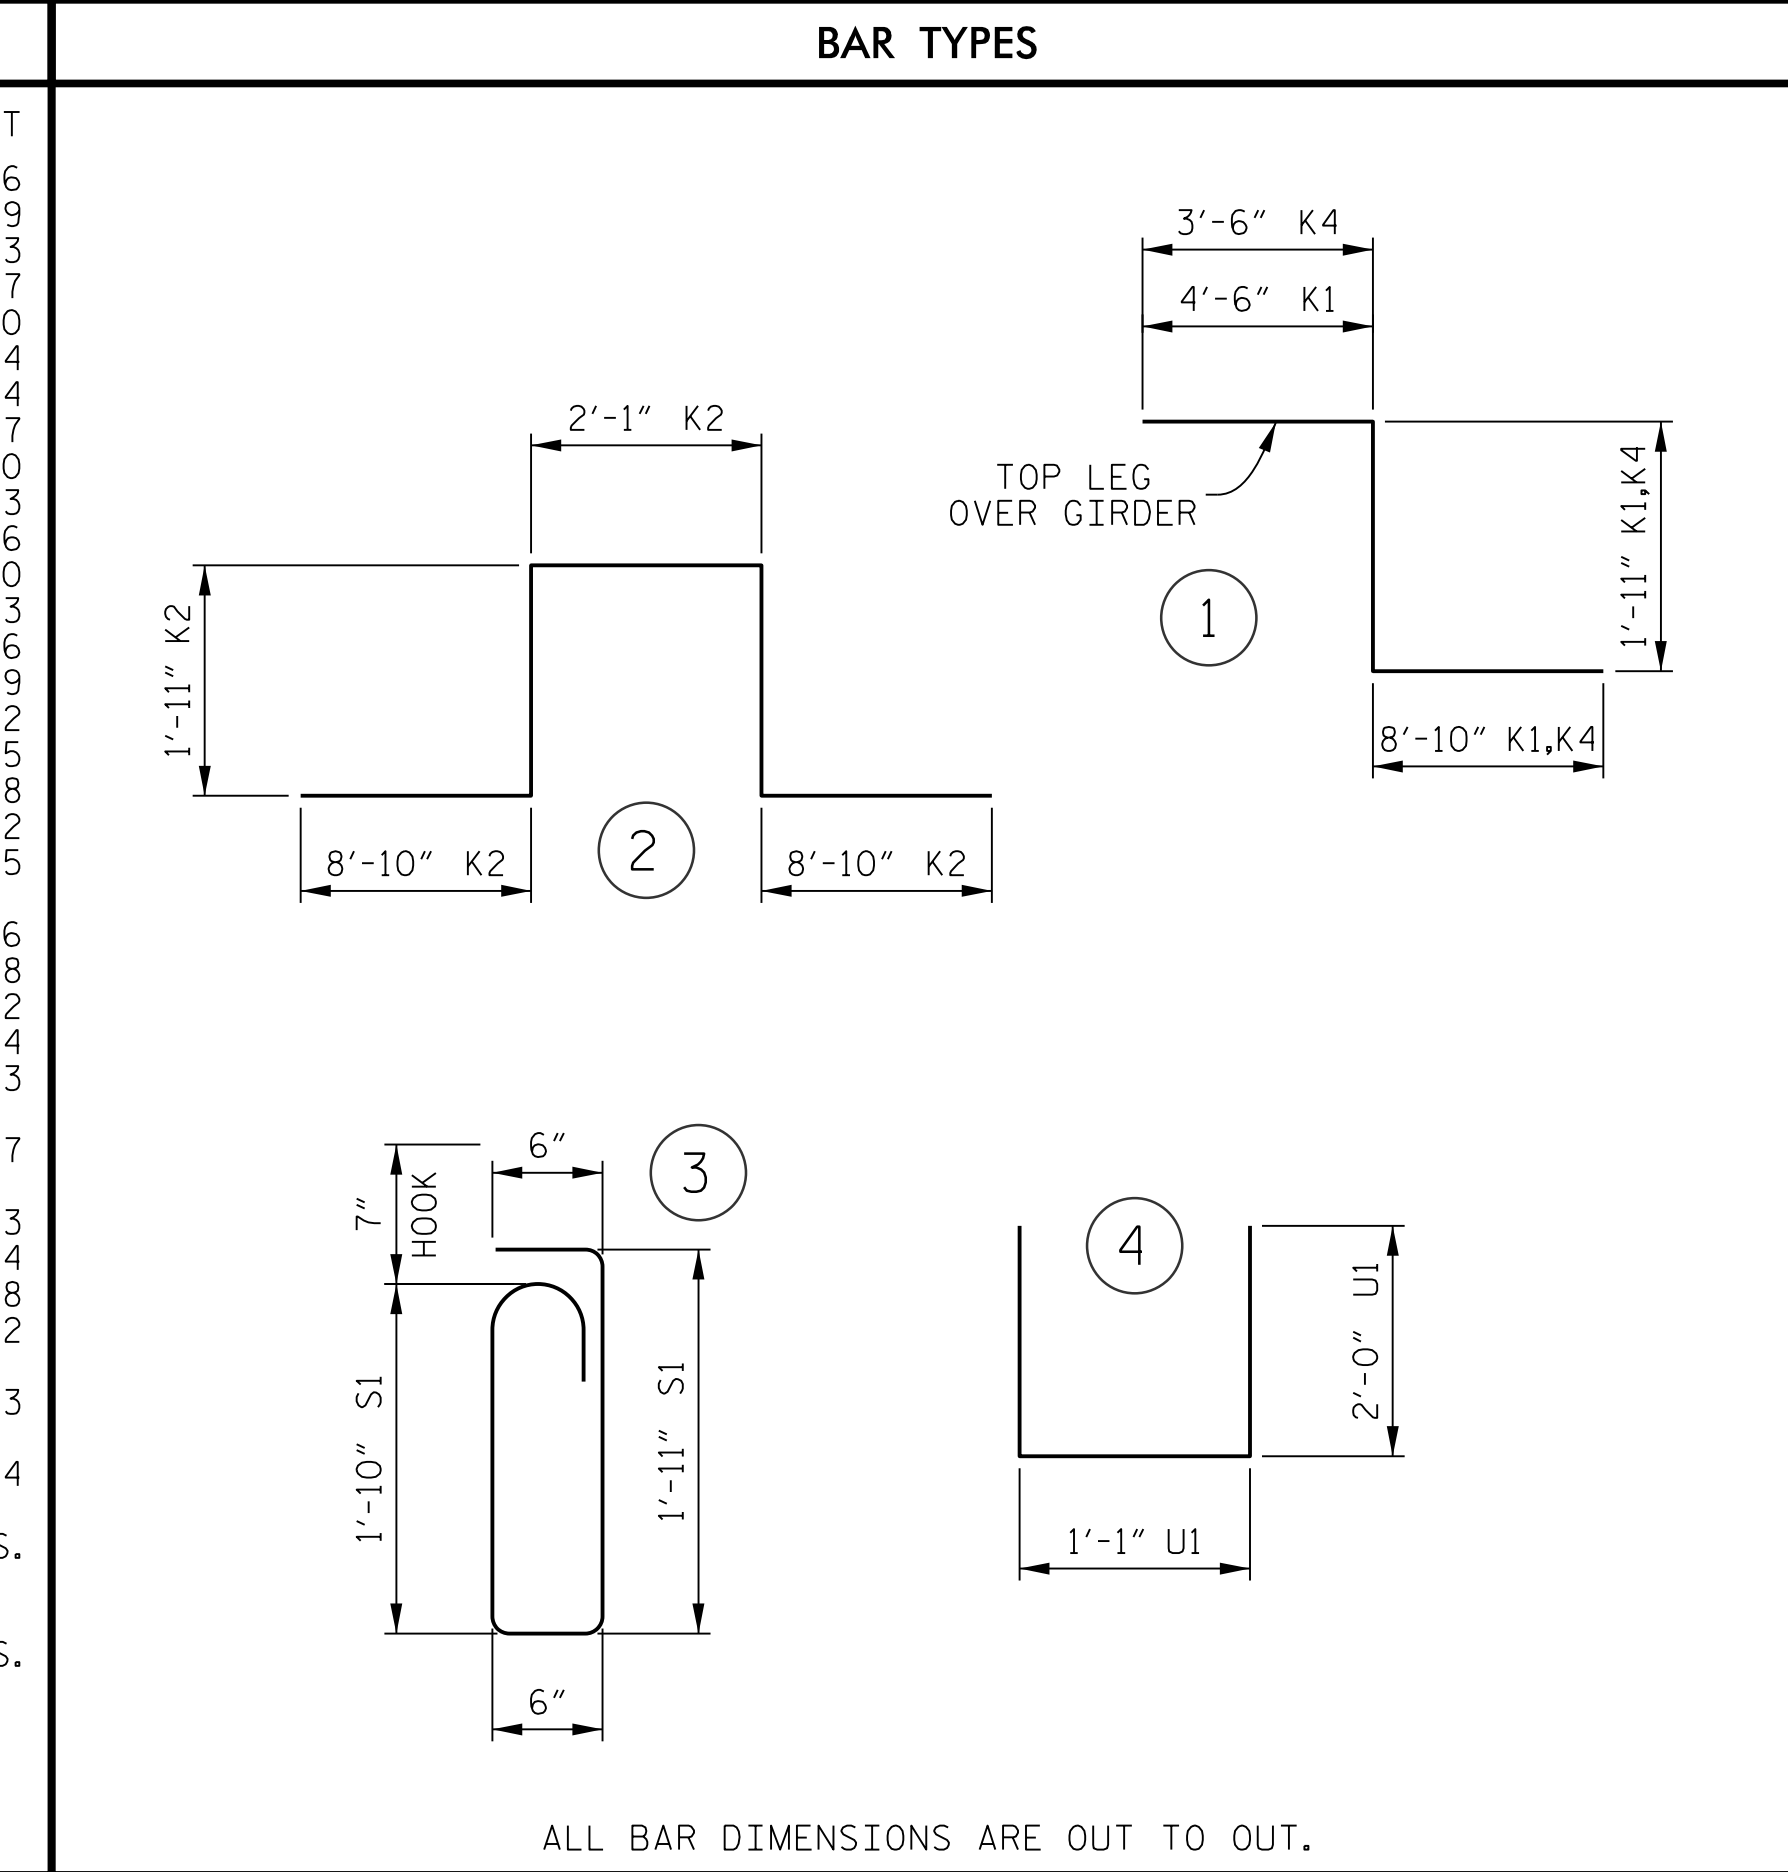 BAR TYPES
T
6
9
3
7
0
4
4
7
0
3
6
0
3
6
9
2
5
8
2
5
6
8
2
4
3
7
3
4
8
2
3
4
S.
S.
3'-6" K4
4'-6" K1
TOP LEG
OVER GIRDER
1
1'-11" K1,K4
8'-10" K1,K4
2'-1" K2
1'-11" K2
8'-10" K2
2
8'-10" K2
7"
HOOK
6"
3
1'-10" S1
1'-11" S1
6"
4
2'-0" U1
1'-1" U1
ALL BAR DIMENSIONS ARE OUT TO OUT.